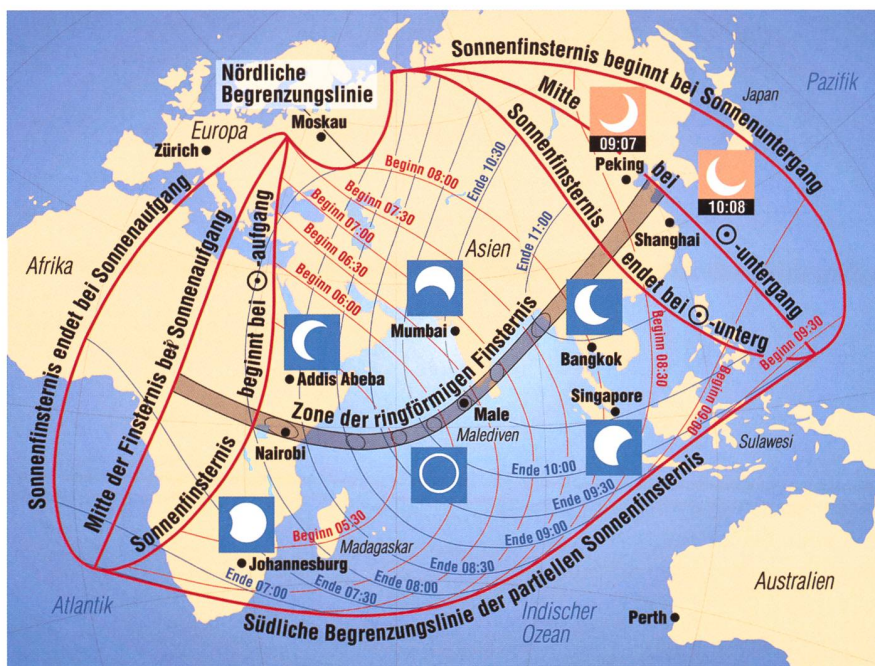 Sonnenfinsternis beginnt bei Sonnenuntergang
Pazifik
Japan
Nördliche
Begrenzungslinie
Mitte
bei
☉-untergang
09:07
Peking
10:08
Europa
Moskau
Zürich
Shanghai
Sonnenfinsternis
endet bei ☉-unterg
Ende 10:30
Ende 11:00
Beginn 08:00
Beginn 07:30
Beginn 07:00
Beginn 06:30
Beginn 06:00
Asien
Afrika
Sonnenfinsternis endet bei Sonnenaufgang
Mitte der Finsternis bei Sonnenaufgang
Sonnenfinsternis
beginnt bei ☉-aufgang
Mumbai
Bangkok
Beginn 08:30
Beginn 09:30
Beginn 09:00
Addis Abeba
Zone der ringförmigen Finsternis
Male
Malediven
Singapore
Nairobi
Sulawesi
Ende 10:00
Ende 09:30
Ende 09:00
Ende 08:30
Ende 08:00
Ende 07:30
Ende 07:00
Beginn 05:30
Madagaskar
Johannesburg
Atlantik
Südliche Begrenzungslinie der partiellen Sonnenfinsternis
Indischer
Ozean
Australien
Perth